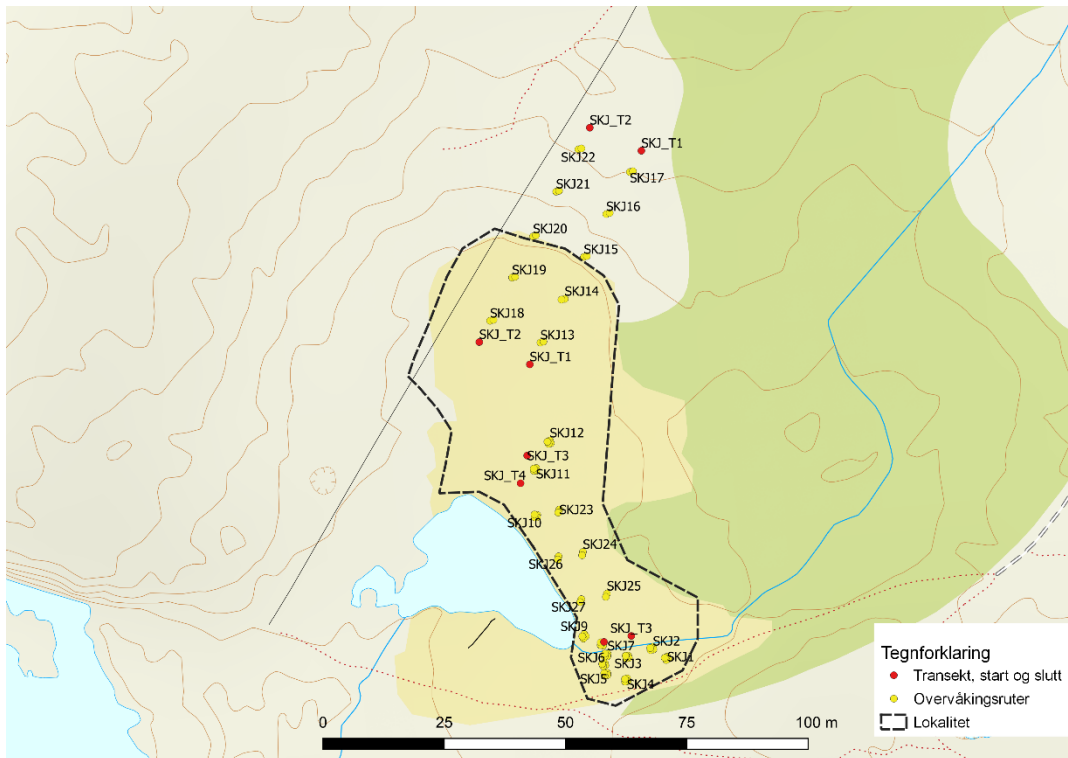 SKJ_T2
SKJ_T1
SKJ22
SKJ17
SKJ21
SKJ16
SKJ20
SKJ15
SKJ19
SKJ14
SKJ18
SKJ_T2
SKJ13
SKJ_T1
SKJ12
SKJ_T3
SKJ11
SKJ_T4
SKJ23
SKJ10
SKJ24
SKJ26
SKJ25
SKJ27
SKJ9
SKJ_T3
SKJ7
SKJ2
SKJ6
SKJ3
SKJ1
SKJ5
SKJ4
Tegnforklaring
Transekt, start og slutt
Overvåkingsruter
Lokalitet
0 25 50 75 100 m